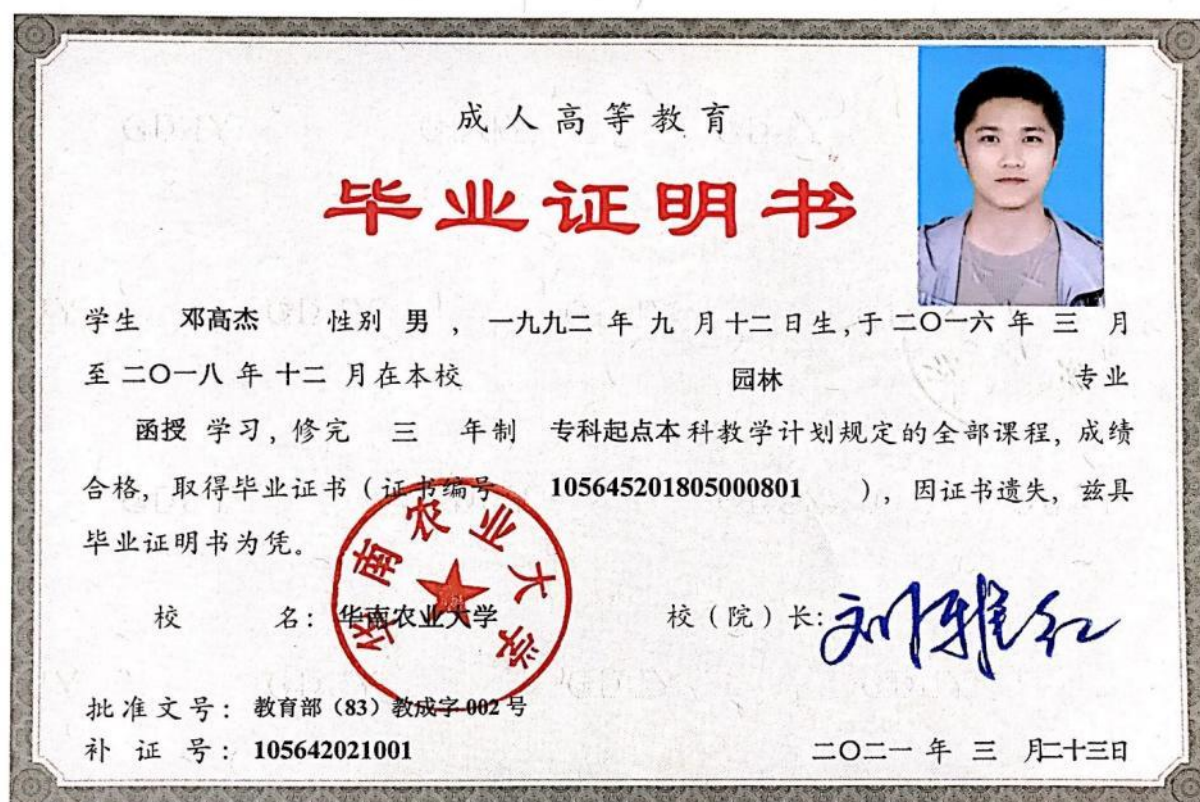 成人高等教育
毕业证明书
学生 邓高杰 性别 男 ， 一九九二 年 九 月十二日生，于 二〇一六 年 三 月
至 二〇一八 年 十二 月在本校 园林 专业
函授 学习，修完 三 年制 专科起点本科教学计划规定的全部课程，成绩
合格，取得毕业证书（证书编号 105645201805000801 ），因证书遗失，兹具
毕业证明书为凭。
校 名：华南农业大学 校（院）长：刘雅红
华南农业大学
批准文号：教育部（83）教成字 002 号
补 证 号：105642021001 二〇二一 年 三 月二十三日